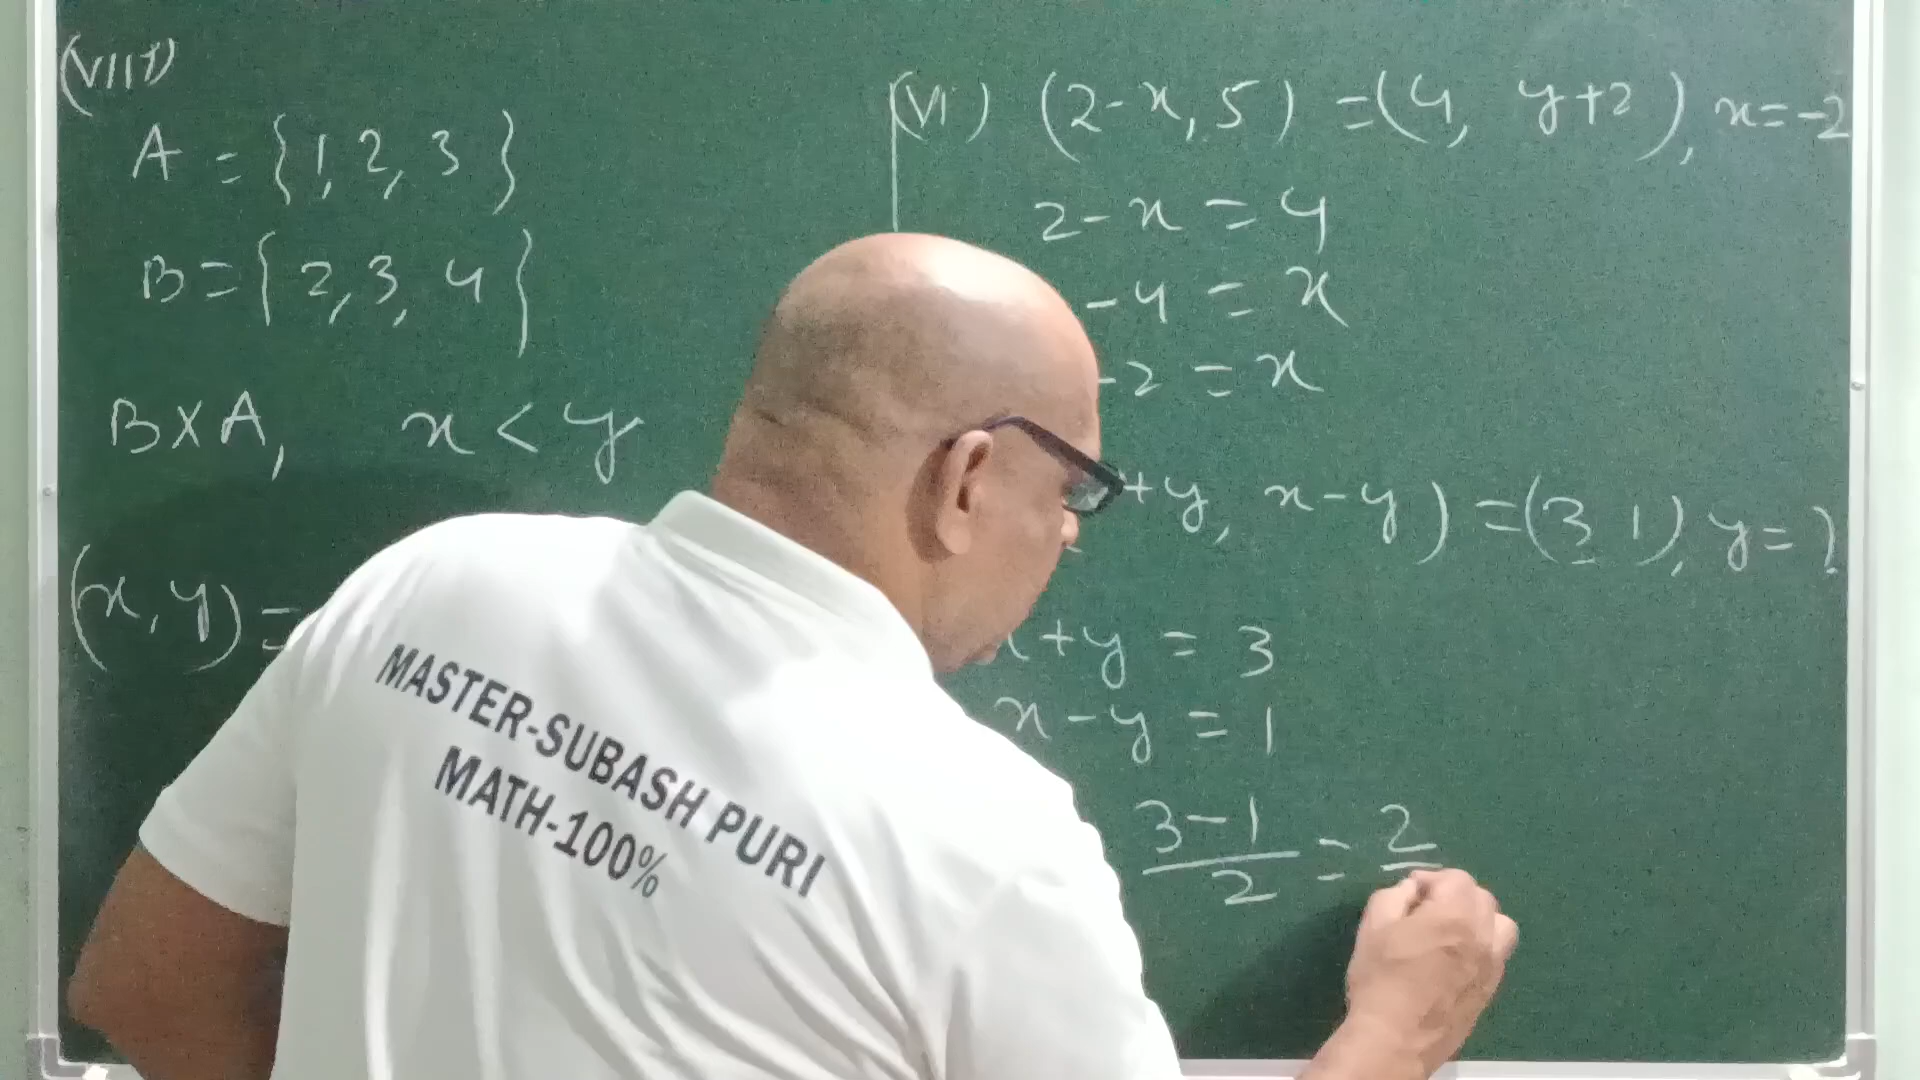 (VIII)
A = {1, 2, 3}
B = {2, 3, 4}
B×A, x < y
(x, y) =
(VI) (2-x, 5) = (4, y+2), x=-2
2-x = 4
-4 = x
-2 = x
+y, x-y) = (3, 1), y = ?
x+y = 3
x-y = 1
3-1/2 = 2
MASTER-SUBASH PURI
MATH-100%